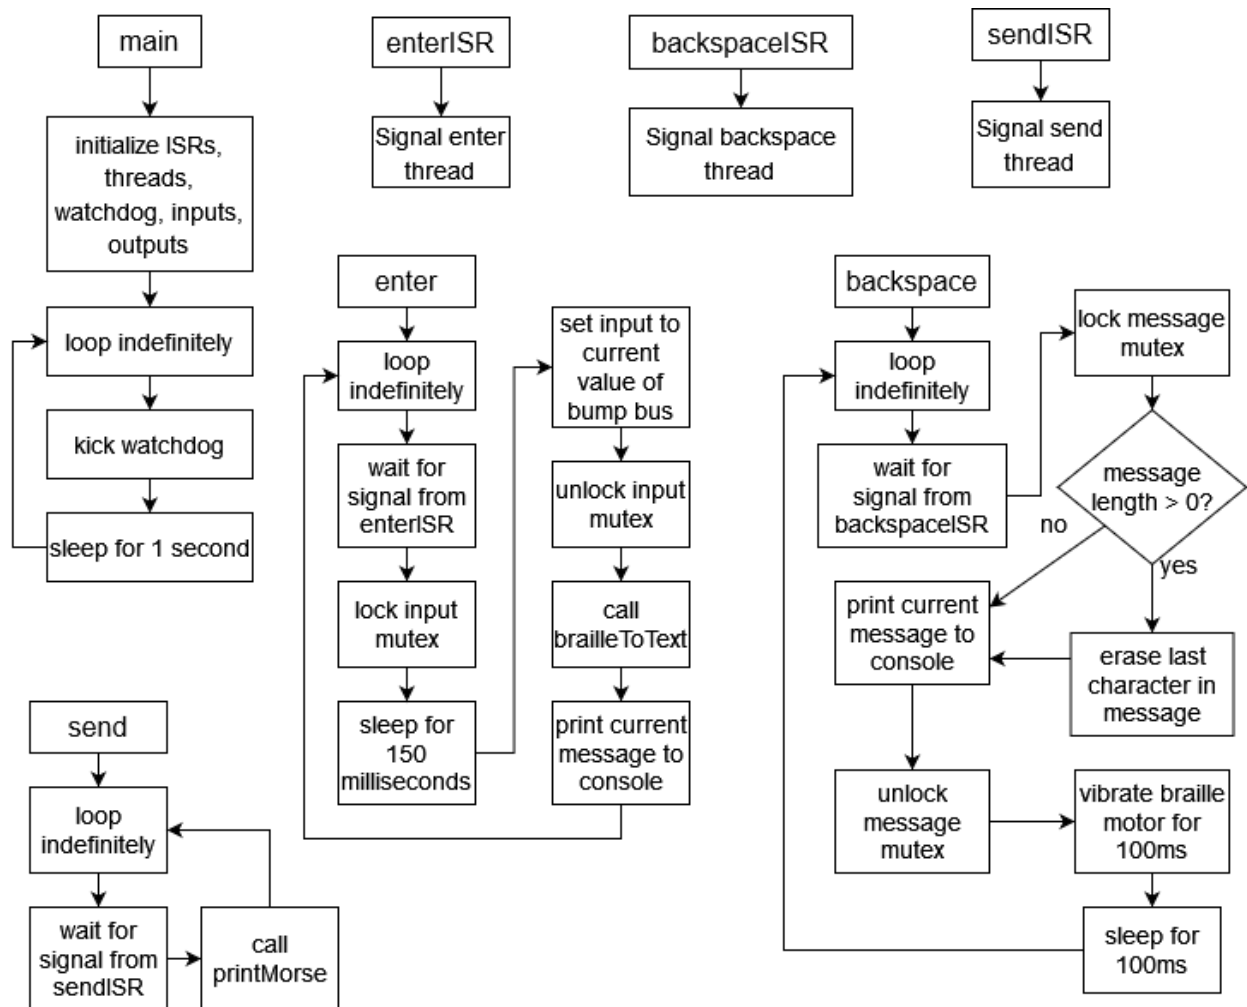 main
initialize ISRs,
threads,
watchdog, inputs,
outputs
loop indefinitely
kick watchdog
sleep for 1 second
enterISR
Signal enter
thread
backspaceISR
Signal backspace
thread
sendISR
Signal send
thread
enter
loop
indefinitely
wait for
signal from
enterISR
lock input
mutex
sleep for
150
milliseconds
set input to
current
value of
bump bus
unlock input
mutex
call
brailleToText
print current
message to
console
backspace
loop
indefinitely
wait for
signal from
backspaceISR
lock message
mutex
message
length > 0?
no
yes
print current
message to
console
erase last
character in
message
unlock
message
mutex
vibrate braille
motor for
100ms
sleep for
100ms
send
loop
indefinitely
wait for
signal from
sendISR
call
printMorse